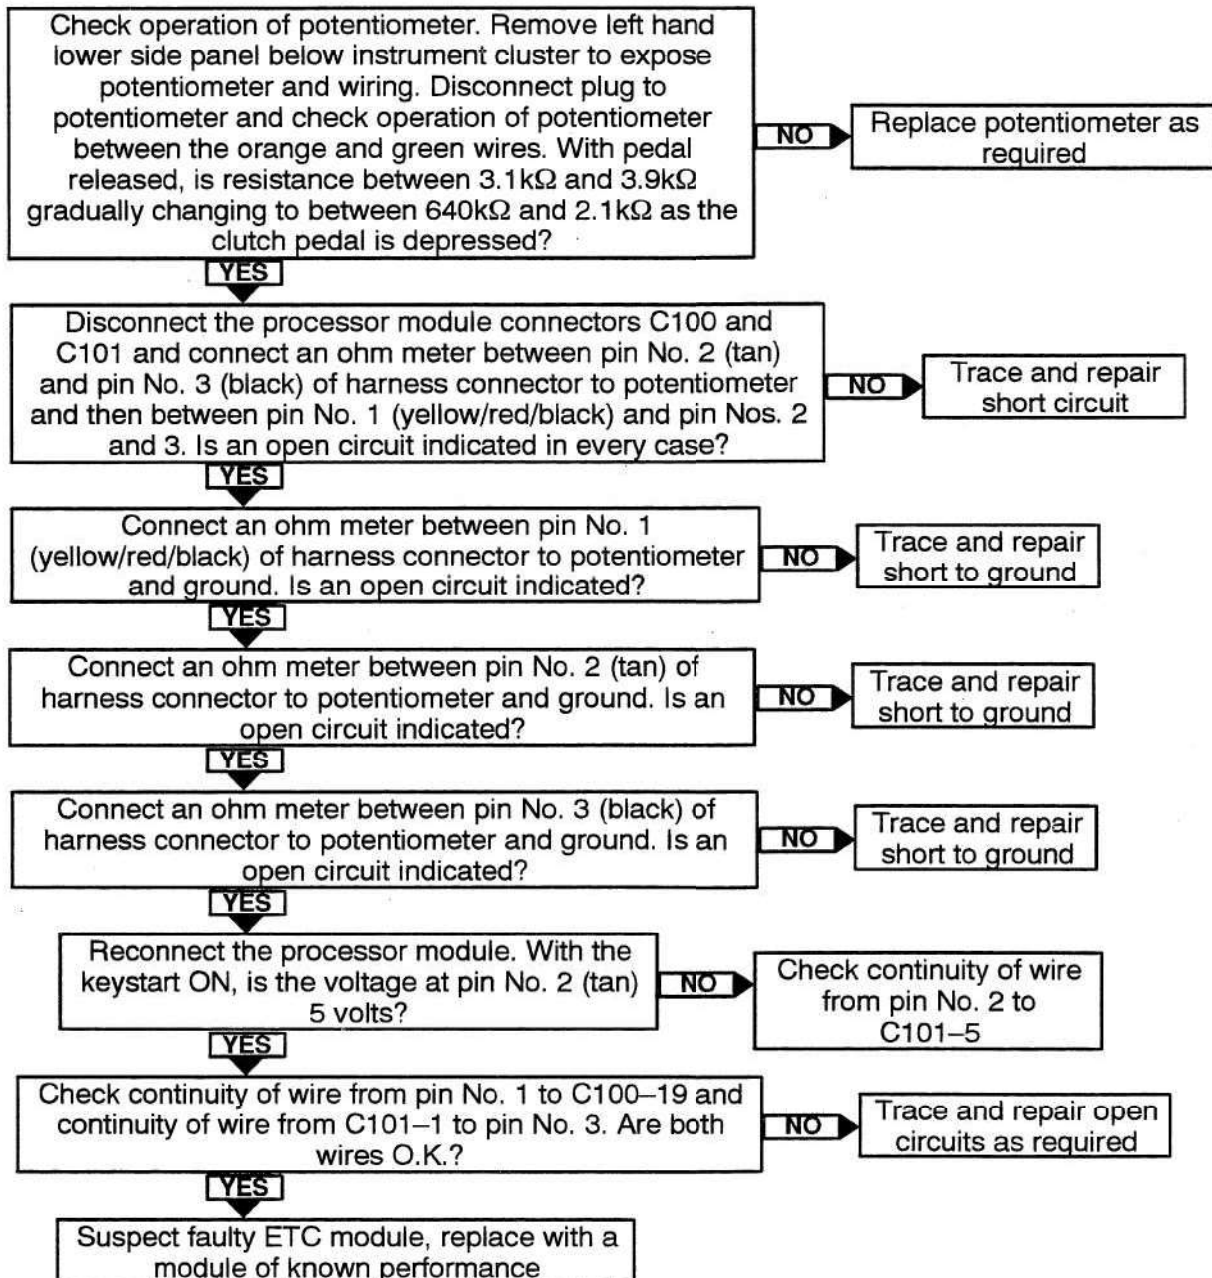 Check operation of potentiometer. Remove left hand
lower side panel below instrument cluster to expose
potentiometer and wiring. Disconnect plug to
potentiometer and check operation of potentiometer
between the orange and green wires. With pedal
released, is resistance between 3.1kΩ and 3.9kΩ
gradually changing to between 640kΩ and 2.1kΩ as the
clutch pedal is depressed?
NO
Replace potentiometer as
required
YES
Disconnect the processor module connectors C100 and
C101 and connect an ohm meter between pin No. 2 (tan)
and pin No. 3 (black) of harness connector to potentiometer
and then between pin No. 1 (yellow/red/black) and pin Nos. 2
and 3. Is an open circuit indicated in every case?
NO
Trace and repair
short circuit
YES
Connect an ohm meter between pin No. 1
(yellow/red/black) of harness connector to potentiometer
and ground. Is an open circuit indicated?
NO
Trace and repair
short to ground
YES
Connect an ohm meter between pin No. 2 (tan) of
harness connector to potentiometer and ground. Is an
open circuit indicated?
NO
Trace and repair
short to ground
YES
Connect an ohm meter between pin No. 3 (black) of
harness connector to potentiometer and ground. Is an
open circuit indicated?
NO
Trace and repair
short to ground
YES
Reconnect the processor module. With the
keystart ON, is the voltage at pin No. 2 (tan)
5 volts?
NO
Check continuity of wire
from pin No. 2 to
C101–5
YES
Check continuity of wire from pin No. 1 to C100–19 and
continuity of wire from C101–1 to pin No. 3. Are both
wires O.K.?
NO
Trace and repair open
circuits as required
YES
Suspect faulty ETC module, replace with a
module of known performance